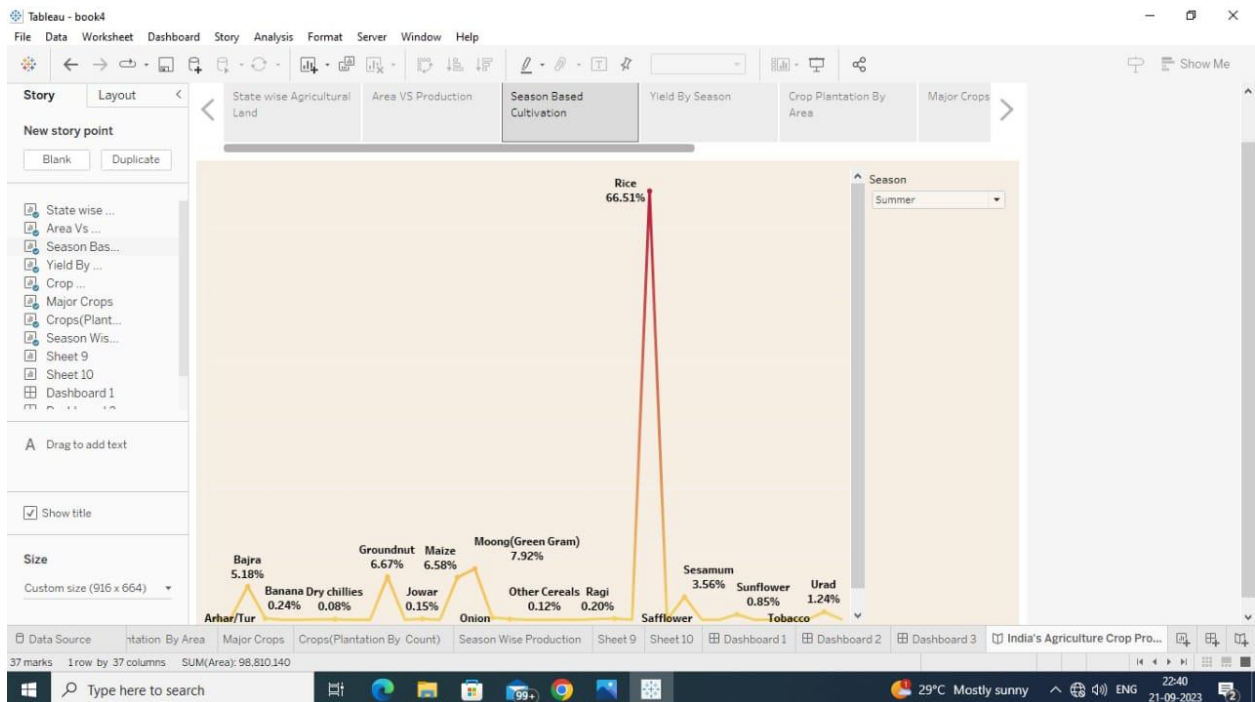 Tableau - book4
File Data Worksheet Dashboard Story Analysis Format Server Window Help
Show Me
Story Layout
New story point
Blank Duplicate
State wise ...
Area Vs ...
Season Bas...
Yield By ...
Crop ...
Major Crops
Crops(Plant...
Season Wis...
Sheet 9
Sheet 10
Dashboard 1
A Drag to add text
Show title
Size
Custom size (916 x 664)
State wise Agricultural
Land
Area VS Production
Season Based
Cultivation
Yield By Season
Crop Plantation By
Area
Major Crops
Season
Summer
Rice
66.51%
Bajra
5.18%
Banana
0.24%
Dry chillies
0.08%
Groundnut
6.67%
Maize
6.58%
Jowar
0.15%
Moong(Green Gram)
7.92%
Other Cereals
0.12%
Ragi
0.20%
Sesamum
3.56%
Sunflower
0.85%
Urad
1.24%
Arhar/Tur
Onion
Safflower
Tobacco
Data Source ntation By Area Major Crops Crops(Plantation By Count) Season Wise Production Sheet 9 Sheet 10 Dashboard 1 Dashboard 2 Dashboard 3 India's Agriculture Crop Pro...
37 marks 1 row by 37 columns SUM(Area): 98,810,140
Type here to search
99+
29°C Mostly sunny
ENG
22:40
21-09-2023
2